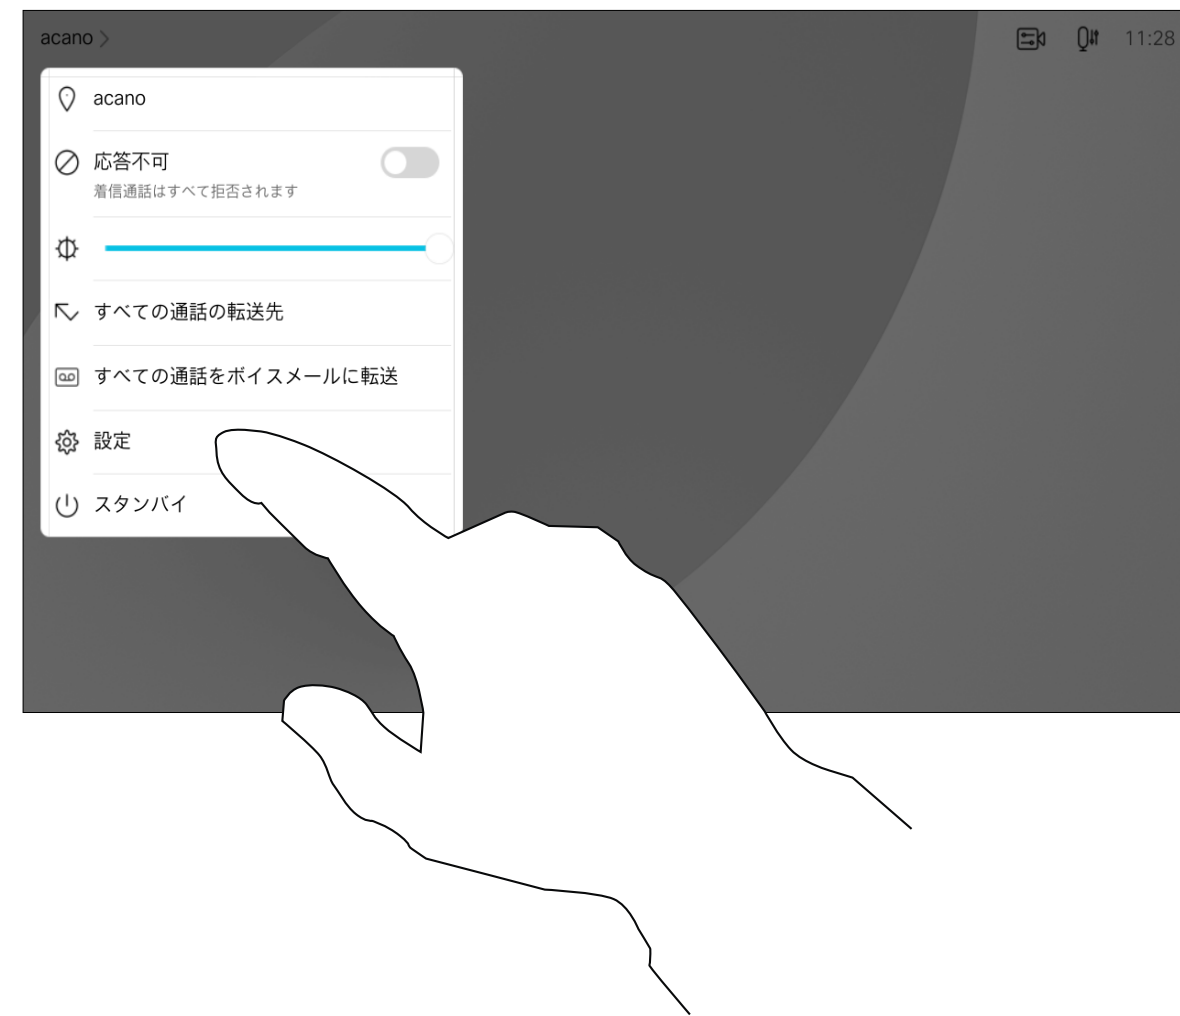 acano
11:28
acano
応答不可
着信通話はすべて拒否されます
すべての通話の転送先
すべての通話をボイスメールに転送
設定
スタンバイ